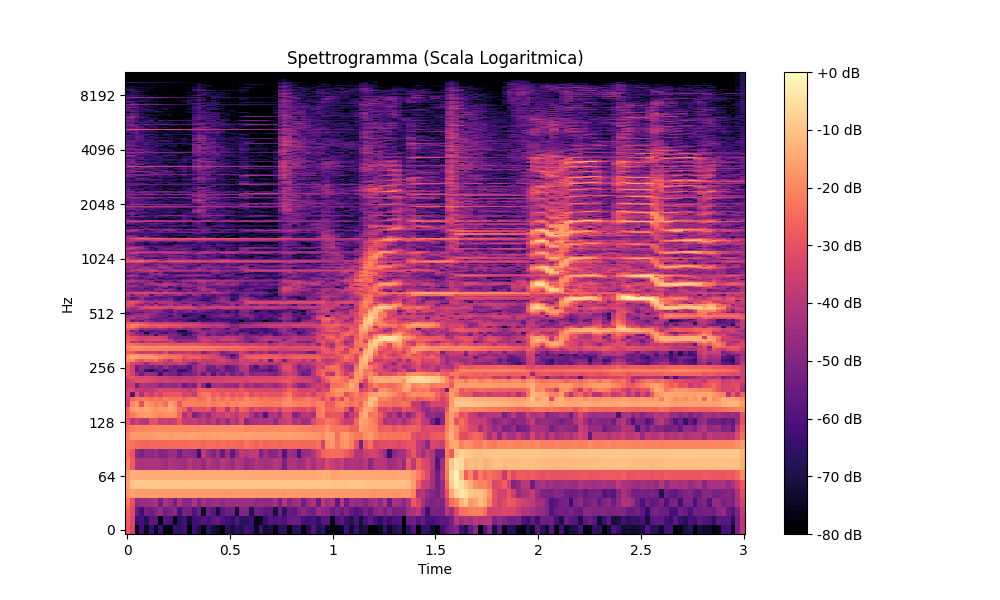 Spettrogramma (Scala Logaritmica)
Hz
8192
4096
2048
1024
512
256
128
64
0
0
0.5
1
1.5
2
2.5
3
Time
+0 dB
-10 dB
-20 dB
-30 dB
-40 dB
-50 dB
-60 dB
-70 dB
-80 dB